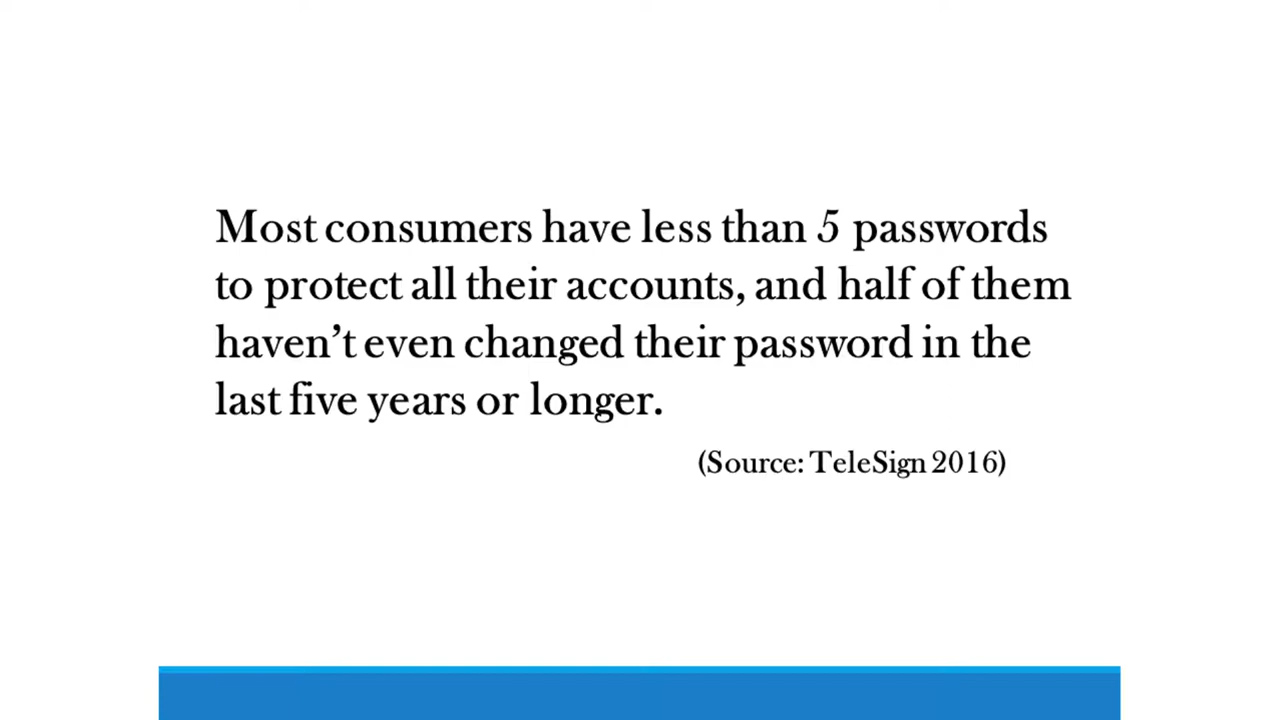 Most consumers have less than 5 passwords
to protect all their accounts, and half of them
haven’t even changed their password in the
last five years or longer.
(Source: TeleSign 2016)